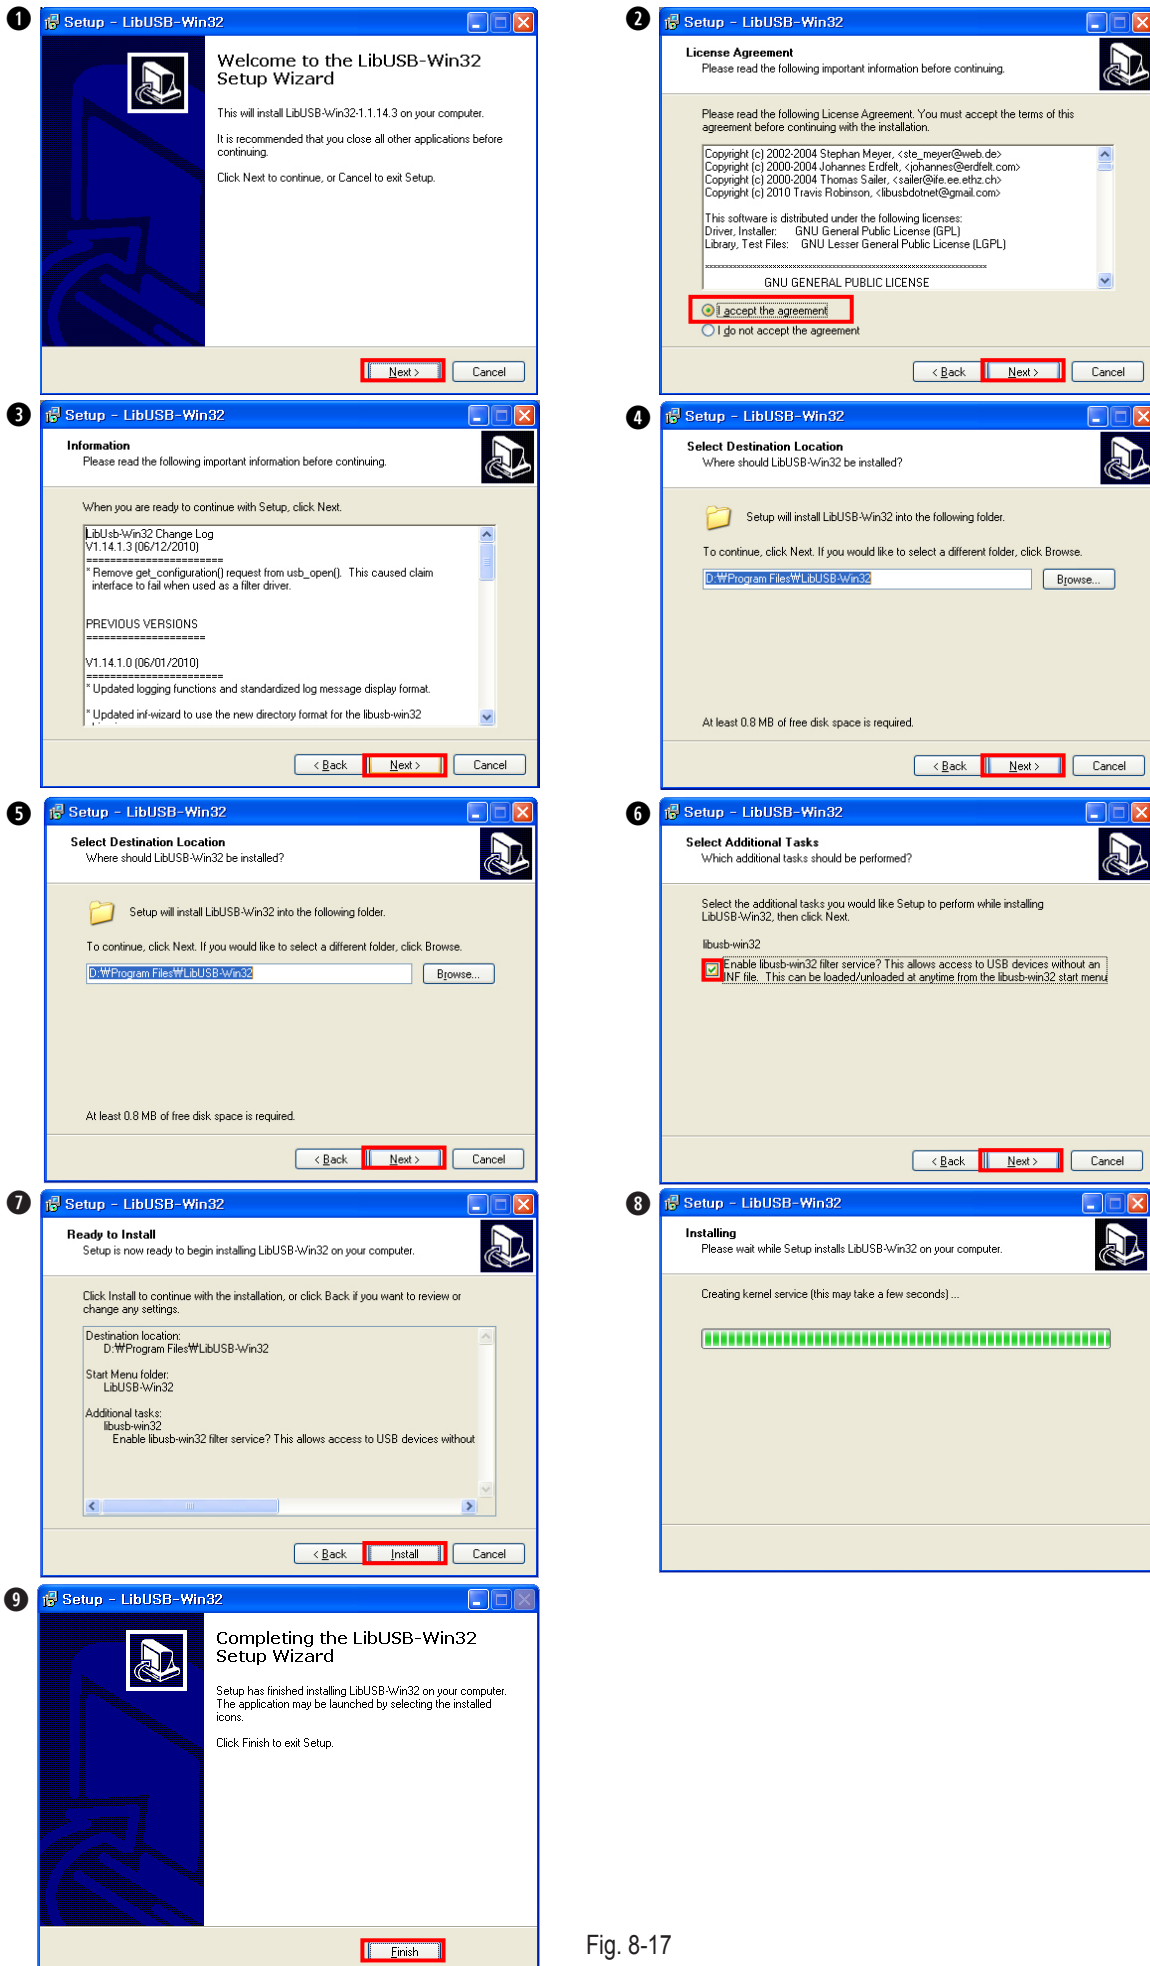 ❶
Setup - LibUSB-Win32
Welcome to the LibUSB-Win32
Setup Wizard
This will install LibUSB-Win32-1.1.14.3 on your computer.
It is recommended that you close all other applications before
continuing.
Click Next to continue, or Cancel to exit Setup.
Next >
Cancel
❷
Setup - LibUSB-Win32
License Agreement
Please read the following important information before continuing.
Please read the following License Agreement. You must accept the terms of this
agreement before continuing with the installation.
Copyright (c) 2002-2004 Stephan Meyer, <ste_meyer@web.de>
Copyright (c) 2000-2004 Johannes Erdfelt, <johannes@erdfelt.com>
Copyright (c) 2000-2004 Thomas Sailer, <sailer@ife.ee.ethz.ch>
Copyright (c) 2010 Travis Robinson, <libusbdotnet@gmail.com>
This software is distributed under the following licenses:
Driver, Installer: GNU General Public License (GPL)
Library, Test Files: GNU Lesser General Public License (LGPL)
GNU GENERAL PUBLIC LICENSE
I accept the agreement
I do not accept the agreement
< Back
Next >
Cancel
❸
Setup - LibUSB-Win32
Information
Please read the following important information before continuing.
When you are ready to continue with Setup, click Next.
LibUsb-Win32 Change Log
V1.14.1.3 (06/12/2010)
=======================
* Remove get_configuration() request from usb_open(). This caused claim
interface to fail when used as a filter driver.
PREVIOUS VERSIONS
====================
V1.14.1.0 (06/01/2010)
=======================
* Updated logging functions and standardized log message display format.
* Updated inf-wizard to use the new directory format for the libusb-win32
< Back
Next >
Cancel
❹
Setup - LibUSB-Win32
Select Destination Location
Where should LibUSB-Win32 be installed?
Setup will install LibUSB-Win32 into the following folder.
To continue, click Next. If you would like to select a different folder, click Browse.
D:₩Program Files₩LibUSB-Win32
Browse...
At least 0.8 MB of free disk space is required.
< Back
Next >
Cancel
❺
Setup - LibUSB-Win32
Select Destination Location
Where should LibUSB-Win32 be installed?
Setup will install LibUSB-Win32 into the following folder.
To continue, click Next. If you would like to select a different folder, click Browse.
D:₩Program Files₩LibUSB-Win32
Browse...
At least 0.8 MB of free disk space is required.
< Back
Next >
Cancel
❻
Setup - LibUSB-Win32
Select Additional Tasks
Which additional tasks should be performed?
Select the additional tasks you would like Setup to perform while installing
LibUSB-Win32, then click Next.
libusb-win32
Enable libusb-win32 filter service? This allows access to USB devices without an
INF file. This can be loaded/unloaded at anytime from the libusb-win32 start menu
< Back
Next >
Cancel
❼
Setup - LibUSB-Win32
Ready to Install
Setup is now ready to begin installing LibUSB-Win32 on your computer.
Click Install to continue with the installation, or click Back if you want to review or
change any settings.
Destination location:
D:₩Program Files₩LibUSB-Win32
Start Menu folder:
LibUSB-Win32
Additional tasks:
libusb-win32
Enable libusb-win32 filter service? This allows access to USB devices without
< Back
Install
Cancel
❽
Setup - LibUSB-Win32
Installing
Please wait while Setup installs LibUSB-Win32 on your computer.
Creating kernel service (this may take a few seconds) ...
❾
Setup - LibUSB-Win32
Completing the LibUSB-Win32
Setup Wizard
Setup has finished installing LibUSB-Win32 on your computer.
The application may be launched by selecting the installed
icons.
Click Finish to exit Setup.
Finish
Fig. 8-17